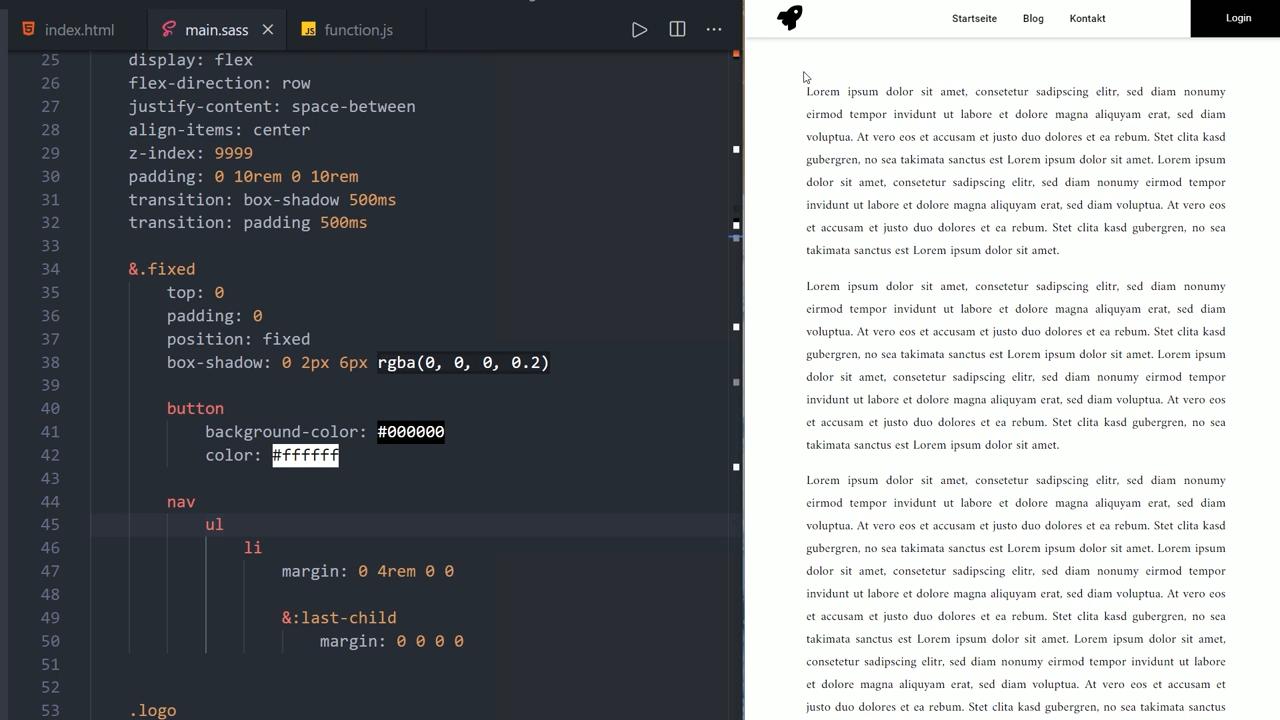 index.html
main.sass
function.js
25 display: flex
26 flex-direction: row
27 justify-content: space-between
28 align-items: center
29 z-index: 9999
30 padding: 0 10rem 0 10rem
31 transition: box-shadow 500ms
32 transition: padding 500ms
33
34 &.fixed
35 top: 0
36 padding: 0
37 position: fixed
38 box-shadow: 0 2px 6px rgba(0, 0, 0, 0.2)
39
40 button
41 background-color: #000000
42 color: #ffffff
43
44 nav
45 ul
46 li
47 margin: 0 4rem 0 0
48
49 &:last-child
50 margin: 0 0 0 0
51
52
53 .logo
Startseite Blog Kontakt Login
Lorem ipsum dolor sit amet, consetetur sadipscing elitr, sed diam nonumy
eirmod tempor invidunt ut labore et dolore magna aliquyam erat, sed diam
voluptua. At vero eos et accusam et justo duo dolores et ea rebum. Stet clita kasd
gubergren, no sea takimata sanctus est Lorem ipsum dolor sit amet. Lorem ipsum
dolor sit amet, consetetur sadipscing elitr, sed diam nonumy eirmod tempor
invidunt ut labore et dolore magna aliquyam erat, sed diam voluptua. At vero eos
et accusam et justo duo dolores et ea rebum. Stet clita kasd gubergren, no sea
takimata sanctus est Lorem ipsum dolor sit amet.
Lorem ipsum dolor sit amet, consetetur sadipscing elitr, sed diam nonumy
eirmod tempor invidunt ut labore et dolore magna aliquyam erat, sed diam
voluptua. At vero eos et accusam et justo duo dolores et ea rebum. Stet clita kasd
gubergren, no sea takimata sanctus est Lorem ipsum dolor sit amet. Lorem ipsum
dolor sit amet, consetetur sadipscing elitr, sed diam nonumy eirmod tempor
invidunt ut labore et dolore magna aliquyam erat, sed diam voluptua. At vero eos
et accusam et justo duo dolores et ea rebum. Stet clita kasd gubergren, no sea
takimata sanctus est Lorem ipsum dolor sit amet.
Lorem ipsum dolor sit amet, consetetur sadipscing elitr, sed diam nonumy
eirmod tempor invidunt ut labore et dolore magna aliquyam erat, sed diam
voluptua. At vero eos et accusam et justo duo dolores et ea rebum. Stet clita kasd
gubergren, no sea takimata sanctus est Lorem ipsum dolor sit amet. Lorem ipsum
dolor sit amet, consetetur sadipscing elitr, sed diam nonumy eirmod tempor
invidunt ut labore et dolore magna aliquyam erat, sed diam voluptua. At vero eos
et accusam et justo duo dolores et ea rebum. Stet clita kasd gubergren, no sea
takimata sanctus est Lorem ipsum dolor sit amet. Lorem ipsum dolor sit amet,
consetetur sadipscing elitr, sed diam nonumy eirmod tempor invidunt ut labore
et dolore magna aliquyam erat, sed diam voluptua. At vero eos et accusam et
justo duo dolores et ea rebum. Stet clita kasd gubergren, no sea takimata sanctus